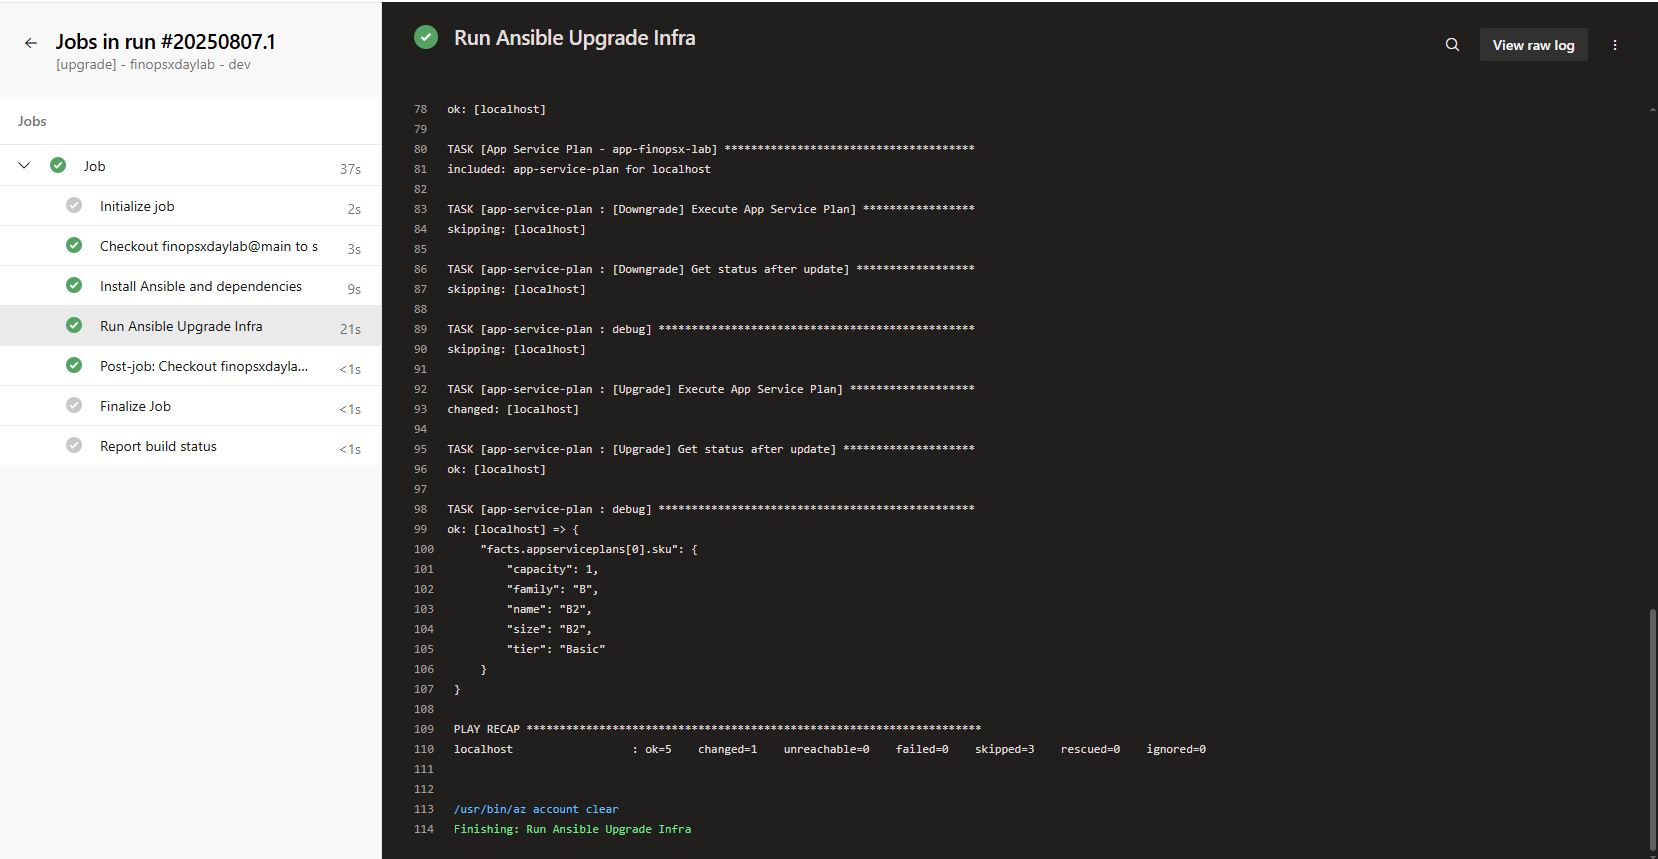 Jobs in run #20250807.1
[upgrade] - finopsxdaylab - dev
Jobs
Job 37s
Initialize job 2s
Checkout finopsxdaylab@main to s 3s
Install Ansible and dependencies 9s
Run Ansible Upgrade Infra 21s
Post-job: Checkout finopsxdayla... <1s
Finalize Job <1s
Report build status <1s
Run Ansible Upgrade Infra
View raw log
78 ok: [localhost]
79
80 TASK [App Service Plan - app-finopsx-lab] **************************************
81 included: app-service-plan for localhost
82
83 TASK [app-service-plan : [Downgrade] Execute App Service Plan] *****************
84 skipping: [localhost]
85
86 TASK [app-service-plan : [Downgrade] Get status after update] ******************
87 skipping: [localhost]
88
89 TASK [app-service-plan : debug] ************************************************
90 skipping: [localhost]
91
92 TASK [app-service-plan : [Upgrade] Execute App Service Plan] *******************
93 changed: [localhost]
94
95 TASK [app-service-plan : [Upgrade] Get status after update] ********************
96 ok: [localhost]
97
98 TASK [app-service-plan : debug] ************************************************
99 ok: [localhost] => {
100 "facts.appserviceplans[0].sku": {
101 "capacity": 1,
102 "family": "B",
103 "name": "B2",
104 "size": "B2",
105 "tier": "Basic"
106 }
107 }
108
109 PLAY RECAP *********************************************************************
110 localhost : ok=5 changed=1 unreachable=0 failed=0 skipped=3 rescued=0 ignored=0
111
112
113 /usr/bin/az account clear
114 Finishing: Run Ansible Upgrade Infra